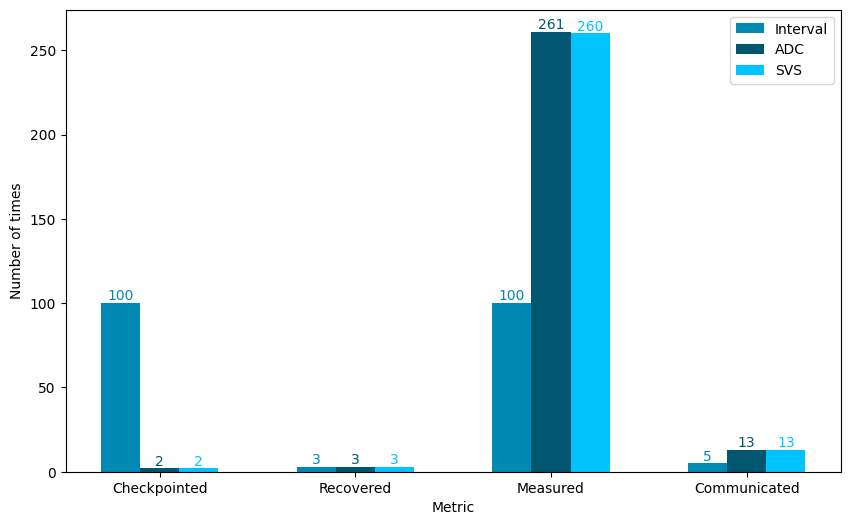 Interval
ADC
SVS
Number of times
250
200
150
100
50
0
100
2
2
3
3
3
100
261
260
5
13
13
Checkpointed
Recovered
Measured
Communicated
Metric